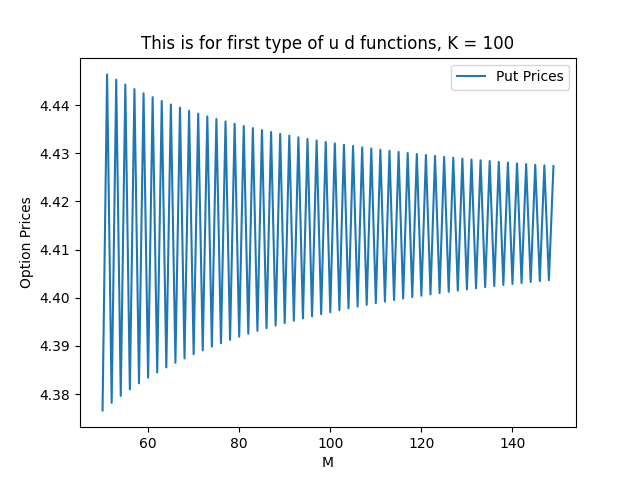 This is for first type of u d functions, K = 100
Put Prices
Option Prices
4.44
4.43
4.42
4.41
4.40
4.39
4.38
60 80 100 120 140
M